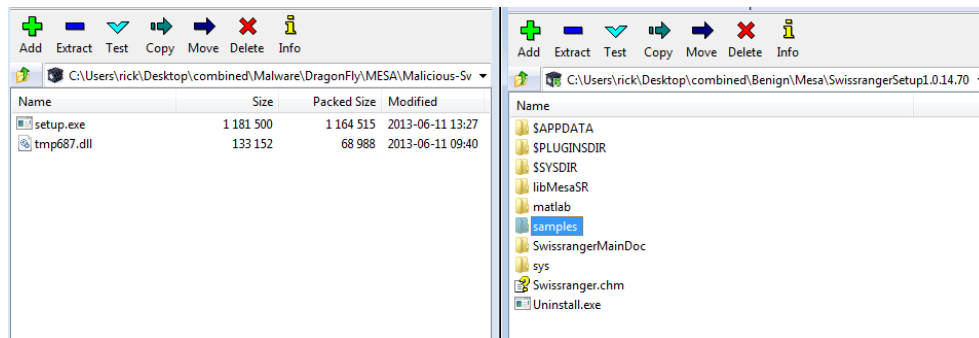 Add Extract Test Copy Move Delete Info
C:\Users\rick\Desktop\combined\Malware\DragonFly\MESA\Malicious-Sv
Name Size Packed Size Modified
setup.exe 1 181 500 1 164 515 2013-06-11 13:27
tmp687.dll 133 152 68 988 2013-06-11 09:40
Add Extract Test Copy Move Delete Info
C:\Users\rick\Desktop\combined\Benign\Mesa\SwissrangerSetup1.0.14.70
Name
$APPDATA
$PLUGINSDIR
$SYSDIR
libMesaSR
matlab
samples
SwissrangerMainDoc
sys
Swissranger.chm
Uninstall.exe